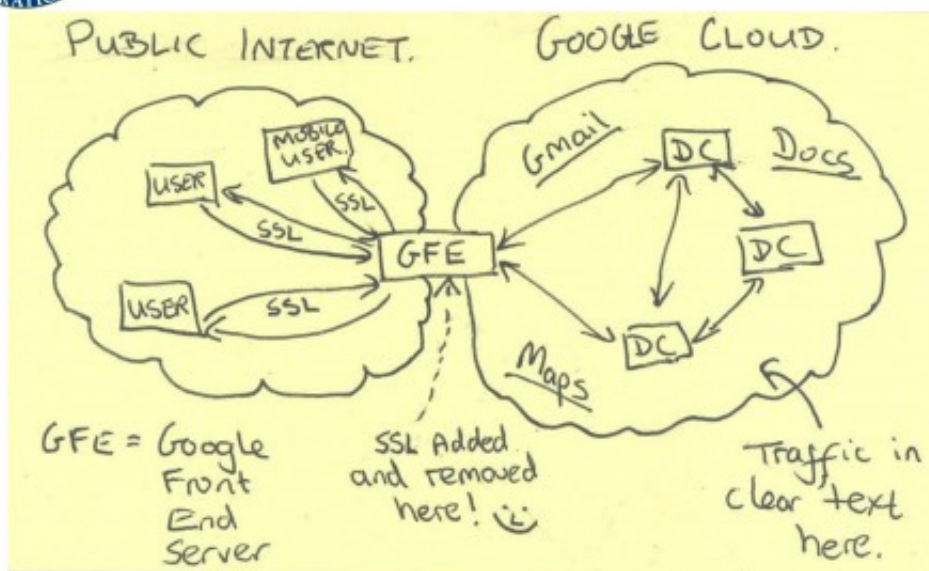 PUBLIC INTERNET.
GOOGLE CLOUD.
MOBILE
USER.
USER
SSL
SSL
USER
SSL
GFE
Gmail
DC
Docs
DC
DC
Maps
GFE = Google
Front
End
Server
SSL Added
and removed
here!
Traffic in
clear text
here.